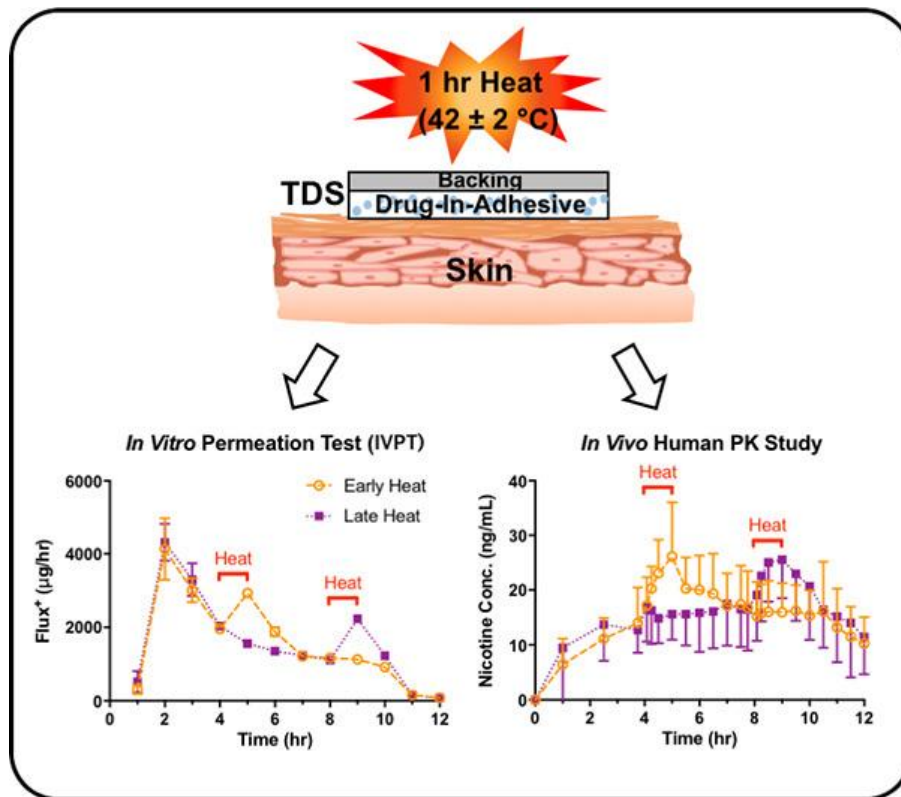 1 hr Heat
(42 ± 2 °C)
TDS
Backing
Drug-In-Adhesive
Skin
In Vitro Permeation Test (IVPT)
6000
4000
2000
0
Flux⁺ (µg/hr)
Early Heat
Late Heat
Heat
Heat
0 2 4 6 8 10 12
Time (hr)
In Vivo Human PK Study
40
30
20
10
0
Nicotine Conc. (ng/mL)
Heat
Heat
0 2 4 6 8 10 12
Time (hr)